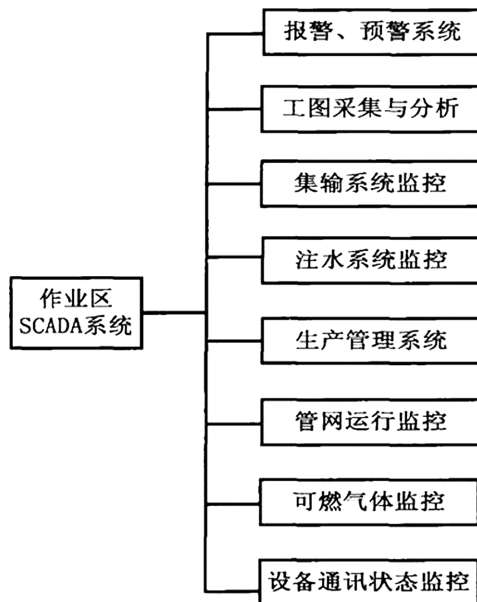 报警、预警系统
工图采集与分析
集输系统监控
注水系统监控
作业区
SCADA系统
生产管理系统
管网运行监控
可燃气体监控
设备通讯状态监控